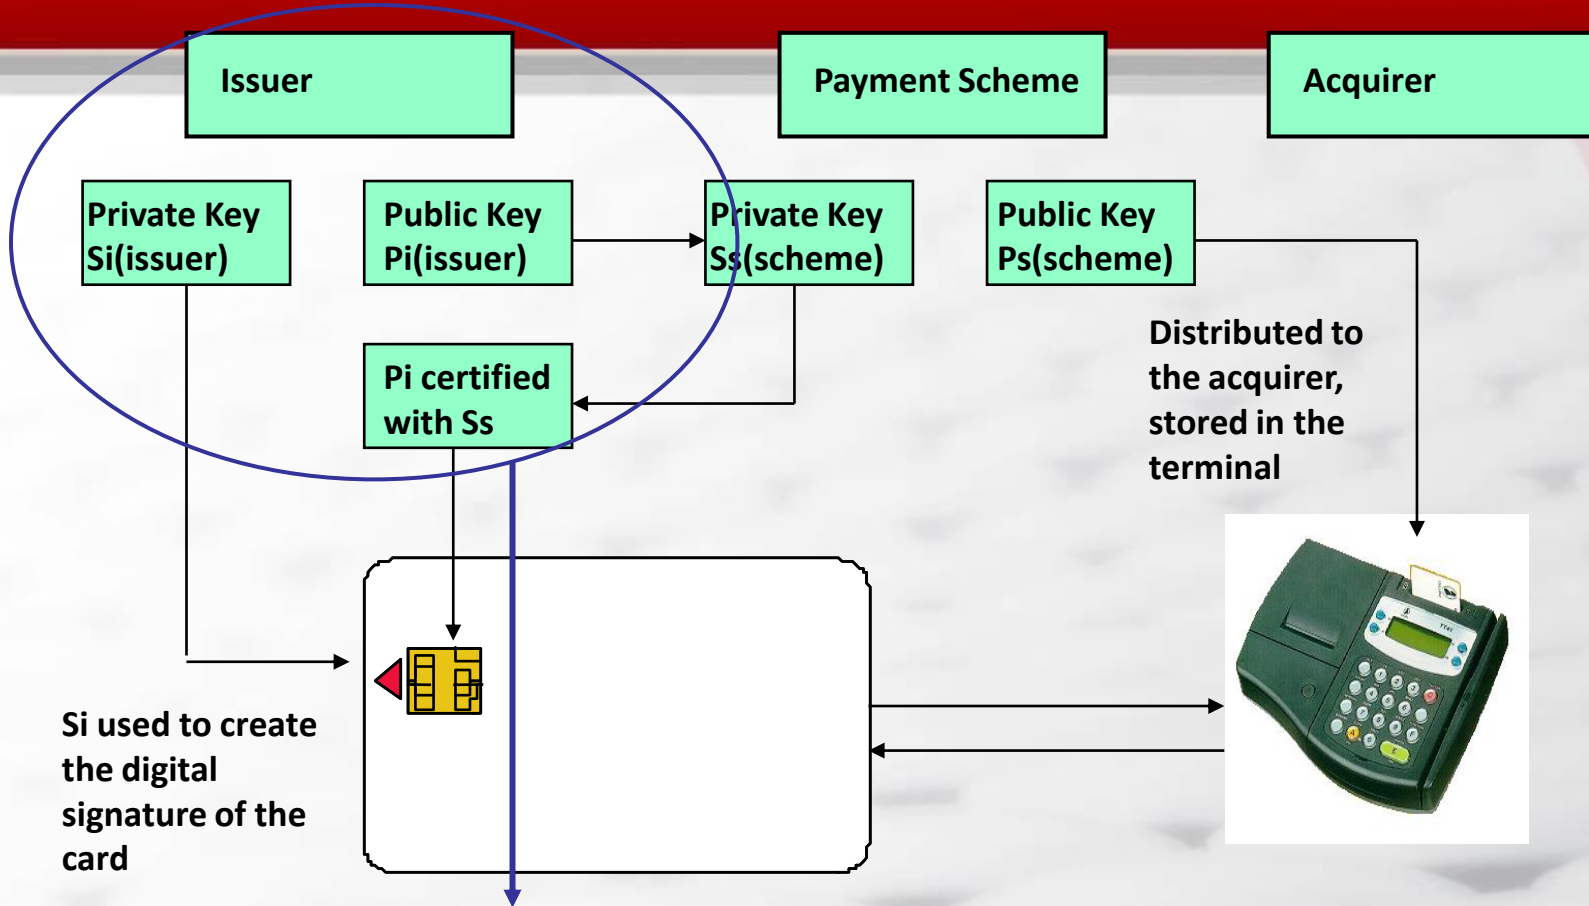 Issuer
Payment Scheme
Acquirer
Private Key
Si(issuer)
Public Key
Pi(issuer)
Private Key
Ss(scheme)
Public Key
Ps(scheme)
Pi certified
with Ss
Distributed to
the acquirer,
stored in the
terminal
Si used to create
the digital
signature of the
card